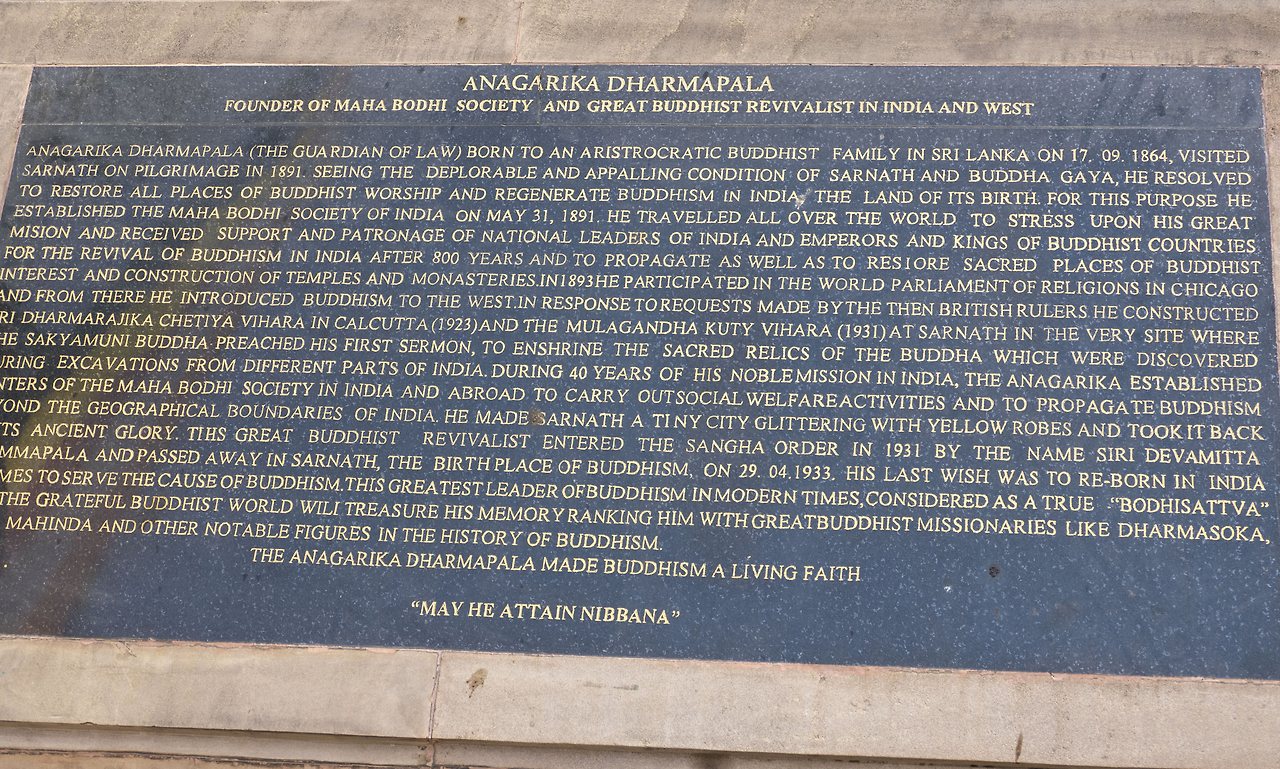 ANAGARIKA DHARMAPALA
FOUNDER OF MAHA BODHI SOCIETY AND GREAT BUDDHIST REVIVALIST IN INDIA AND WEST
ANAGARIKA DHARMAPALA (THE GUARDIAN OF LAW) BORN TO AN ARISTROCRATIC BUDDHIST FAMILY IN SRI LANKA ON 17. 09. 1864, VISITED
SARNATH ON PILGRIMAGE IN 1891. SEEING THE DEPLORABLE AND APPALLING CONDITION OF SARNATH AND BUDDHA GAYA, HE RESOLVED
TO RESTORE ALL PLACES OF BUDDHIST WORSHIP AND REGENERATE BUDDHISM IN INDIA, THE LAND OF ITS BIRTH. FOR THIS PURPOSE HE
ESTABLISHED THE MAHA BODHI SOCIETY OF INDIA ON MAY 31, 1891. HE TRAVELLED ALL OVER THE WORLD TO STRESS UPON HIS GREAT
MISION AND RECEIVED SUPPORT AND PATRONAGE OF NATIONAL LEADERS OF INDIA AND EMPERORS AND KINGS OF BUDDHIST COUNTRIES,
FOR THE REVIVAL OF BUDDHISM IN INDIA AFTER 800 YEARS AND TO PROPAGATE AS WELL AS TO RESIORE SACRED PLACES OF BUDDHIST
INTEREST AND CONSTRUCTION OF TEMPLES AND MONASTERIES.IN1893HE PARTICIPATED IN THE WORLD PARLIAMENT OF RELIGIONS IN CHICAGO
AND FROM THERE HE INTRODUCED BUDDHISM TO THE WEST.IN RESPONSE TO REQUESTS MADE BY THE THEN BRITISH RULERS HE CONSTRUCTED
RI DHARMARAJIKA CHETIYA VIHARA IN CALCUTTA (1923) AND THE MULAGANDHA KUTY VIHARA (1931) AT SARNATH IN THE VERY SITE WHERE
HE SAKYAMUNI BUDDHA PREACHED HIS FIRST SERMON, TO ENSHRINE THE SACRED RELICS OF THE BUDDHA WHICH WERE DISCOVERED
URING EXCAVATIONS FROM DIFFERENT PARTS OF INDIA. DURING 40 YEARS OF HIS NOBLE MISSION IN INDIA, THE ANAGARIKA ESTABLISHED
NTERS OF THE MAHA BODHI SOCIETY IN INDIA AND ABROAD TO CARRY OUT SOCIAL WELFARE ACTIVITIES AND TO PROPAGATE BUDDHISM
YOND THE GEOGRAPHICAL BOUNDARIES OF INDIA. HE MADE SARNATH A TINY CITY GLITTERING WITH YELLOW ROBES AND TOOK IT BACK
TS ANCIENT GLORY. THIS GREAT BUDDHIST REVIVALIST ENTERED THE SANGHA ORDER IN 1931 BY THE NAME SIRI DEVAMITTA
MMAPALA AND PASSED AWAY IN SARNATH, THE BIRTH PLACE OF BUDDHISM, ON 29. 04.1933. HIS LAST WISH WAS TO RE-BORN IN INDIA
MES TO SERVE THE CAUSE OF BUDDHISM. THIS GREATEST LEADER OF BUDDHISM IN MODERN TIMES, CONSIDERED AS A TRUE "BODHISATTVA"
THE GRATEFUL BUDDHIST WORLD WILL TREASURE HIS MEMORY RANKING HIM WITH GREAT BUDDHIST MISSIONARIES LIKE DHARMASOKA,
MAHINDA AND OTHER NOTABLE FIGURES IN THE HISTORY OF BUDDHISM.
THE ANAGARIKA DHARMAPALA MADE BUDDHISM A LIVING FAITH
"MAY HE ATTAIN NIBBANA"